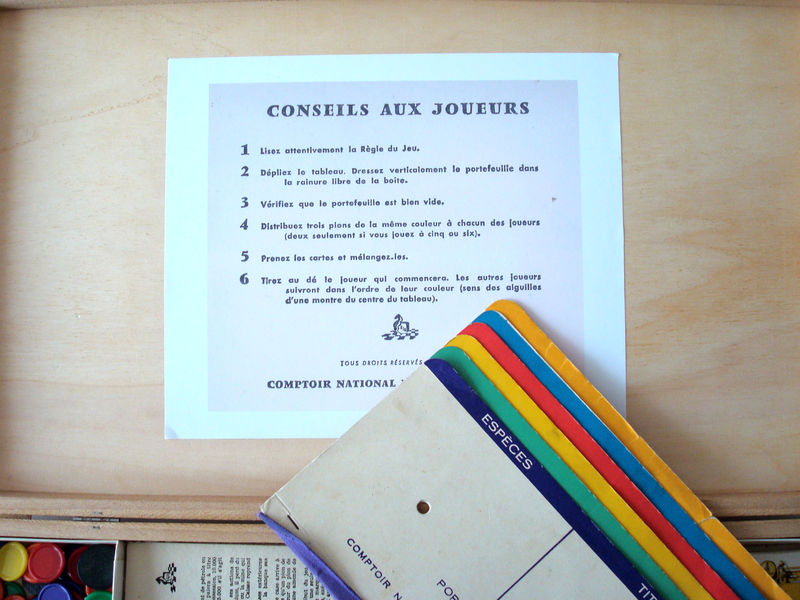 CONSEILS AUX JOUEURS
1 Lisez attentivement la Règle du Jeu.
2 Dépliez le tableau. Dressez verticalement le portefeuille dans
la rainure libre de la boîte.
3 Vérifiez que le portefeuille est bien vide.
4 Distribuez trois pions de la même couleur à chacun des joueurs
(deux seulement si vous jouez à cinq ou six).
5 Prenez les cartes et mélangez-les.
6 Tirez au dé le joueur qui commencera. Les autres joueurs
suivront dans l'ordre de leur couleur (sens des aiguilles
d'une montre du centre du tableau).
TOUS DROITS RÉSERVÉS
COMPTOIR NATIONAL
ESPÈCES
TIT
COMPTOIR N
POR